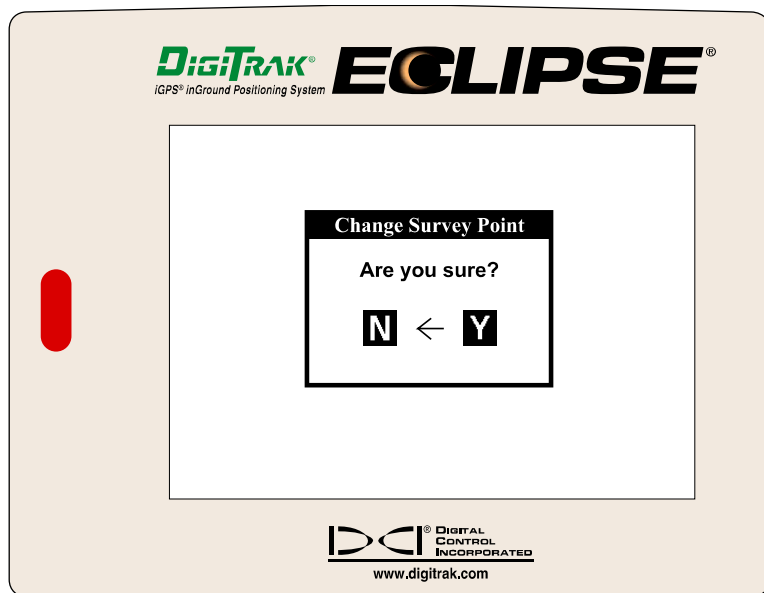 DigiTrak® ECLIPSE®
iGPS® inGround Positioning System
Change Survey Point
Are you sure?
N ← Y
DCI® DIGITAL
CONTROL
INCORPORATED
www.digitrak.com